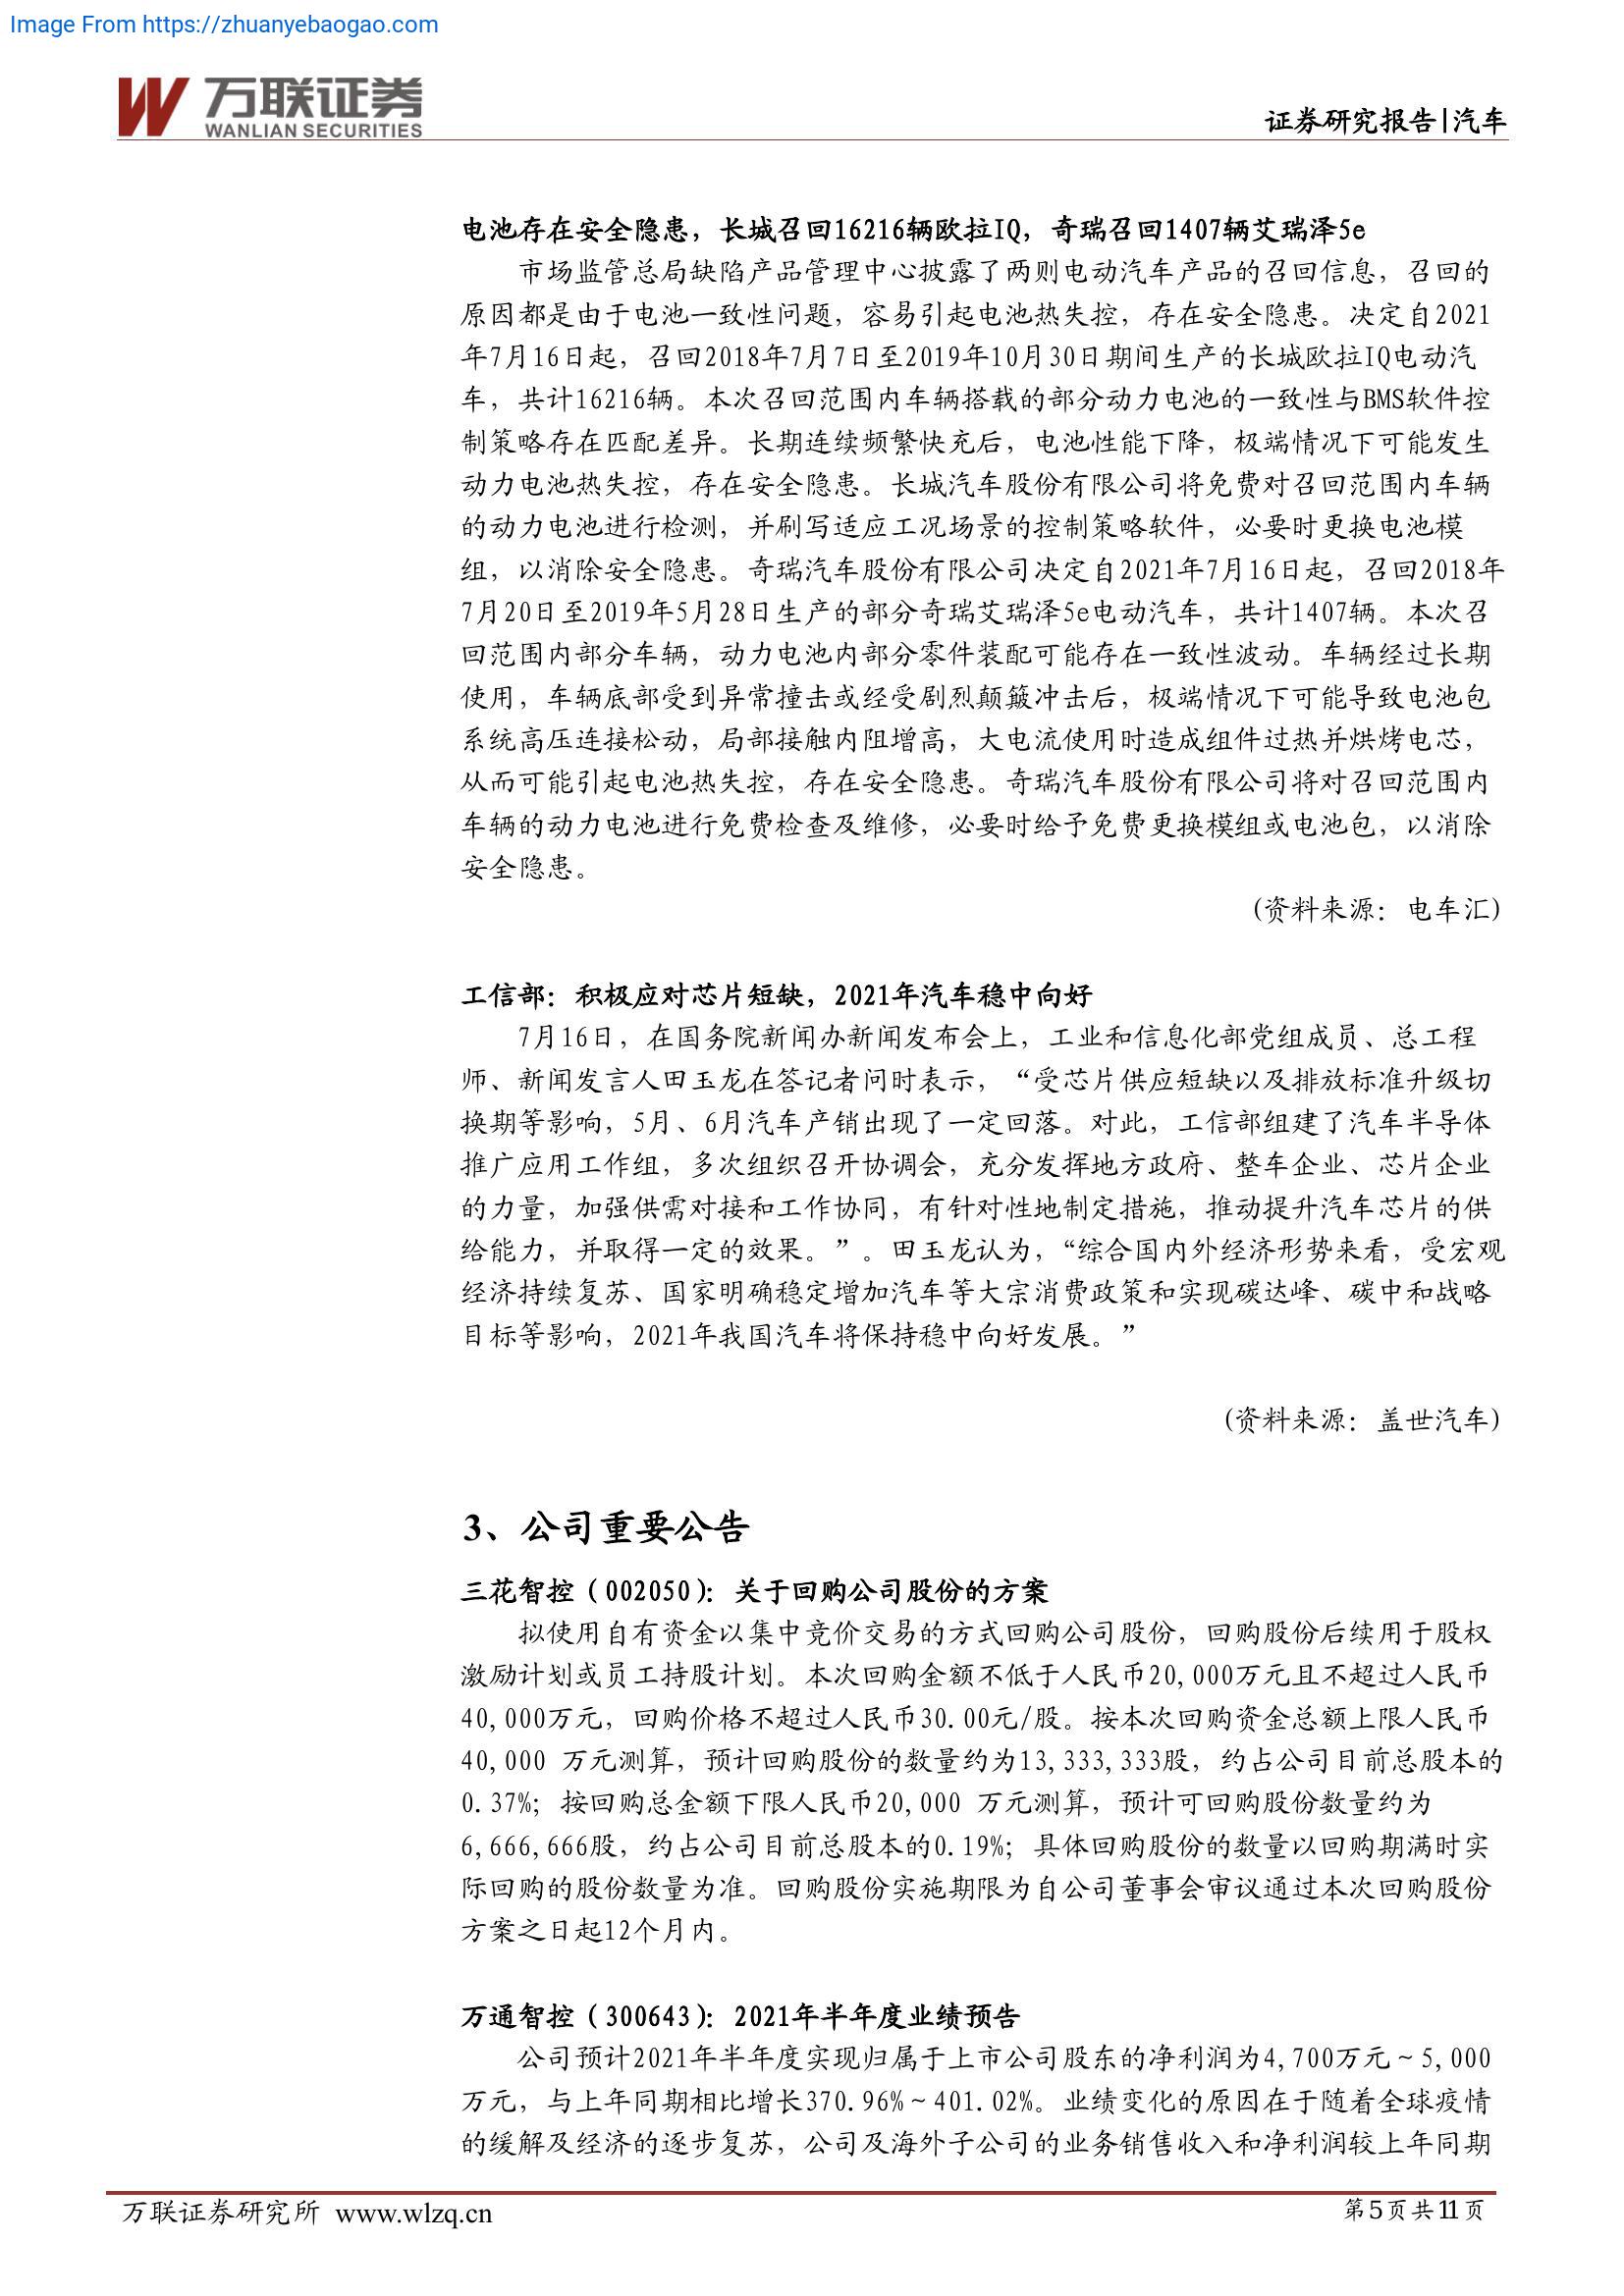 Image From https://zhuanyebaogao.com
万联证券
WANLIAN SECURITIES
证券研究报告|汽车
电池存在安全隐患，长城召回16216辆欧拉IQ，奇瑞召回1407辆艾瑞泽5e
市场监管总局缺陷产品管理中心披露了两则电动汽车产品的召回信息，召回的
原因都是由于电池一致性问题，容易引起电池热失控，存在安全隐患。决定自2021
年7月16日起，召回2018年7月7日至2019年10月30日期间生产的长城欧拉IQ电动汽
车，共计16216辆。本次召回范围内车辆搭载的部分动力电池的一致性与BMS软件控
制策略存在匹配差异。长期连续频繁快充后，电池性能下降，极端情况下可能发生
动力电池热失控，存在安全隐患。长城汽车股份有限公司将免费对召回范围内车辆
的动力电池进行检测，并刷写适应工况场景的控制策略软件，必要时更换电池模
组，以消除安全隐患。奇瑞汽车股份有限公司决定自2021年7月16日起，召回2018年
7月20日至2019年5月28日生产的部分奇瑞艾瑞泽5e电动汽车，共计1407辆。本次召
回范围内部分车辆，动力电池内部分零件装配可能存在一致性波动。车辆经过长期
使用，车辆底部受到异常撞击或经受剧烈颠簸冲击后，极端情况下可能导致电池包
系统高压连接松动，局部接触内阻增高，大电流使用时造成组件过热并烘烤电芯，
从而可能引起电池热失控，存在安全隐患。奇瑞汽车股份有限公司将对召回范围内
车辆的动力电池进行免费检查及维修，必要时给予免费更换模组或电池包，以消除
安全隐患。
(资料来源：电车汇)
工信部：积极应对芯片短缺，2021年汽车稳中向好
7月16日，在国务院新闻办新闻发布会上，工业和信息化部党组成员、总工程
师、新闻发言人田玉龙在答记者问时表示，“受芯片供应短缺以及排放标准升级切
换期等影响，5月、6月汽车产销出现了一定回落。对此，工信部组建了汽车半导体
推广应用工作组，多次组织召开协调会，充分发挥地方政府、整车企业、芯片企业
的力量，加强供需对接和工作协同，有针对性地制定措施，推动提升汽车芯片的供
给能力，并取得一定的效果。”。田玉龙认为，“综合国内外经济形势来看，受宏观
经济持续复苏、国家明确稳定增加汽车等大宗消费政策和实现碳达峰、碳中和战略
目标等影响，2021年我国汽车将保持稳中向好发展。”
(资料来源：盖世汽车)
3、公司重要公告
三花智控（002050）：关于回购公司股份的方案
拟使用自有资金以集中竞价交易的方式回购公司股份，回购股份后续用于股权
激励计划或员工持股计划。本次回购金额不低于人民币20,000万元且不超过人民币
40,000万元，回购价格不超过人民币30.00元/股。按本次回购资金总额上限人民币
40,000 万元测算，预计回购股份的数量约为13,333,333股，约占公司目前总股本的
0.37%；按回购总金额下限人民币20,000 万元测算，预计可回购股份数量约为
6,666,666股，约占公司目前总股本的0.19%；具体回购股份的数量以回购期满时实
际回购的股份数量为准。回购股份实施期限为自公司董事会审议通过本次回购股份
方案之日起12个月内。
万通智控（300643）：2021年半年度业绩预告
公司预计2021年半年度实现归属于上市公司股东的净利润为4,700万元～5,000
万元，与上年同期相比增长370.96%～401.02%。业绩变化的原因在于随着全球疫情
的缓解及经济的逐步复苏，公司及海外子公司的业务销售收入和净利润较上年同期
万联证券研究所 www.wlzq.cn
第5页共11页